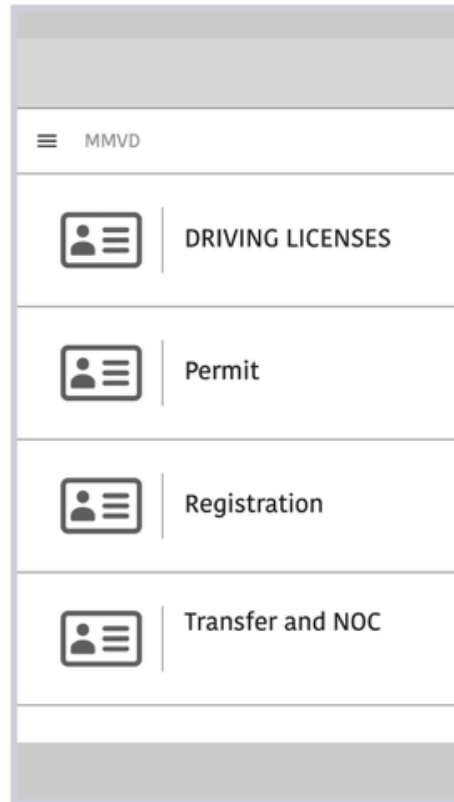 MMVD
DRIVING LICENSES
Permit
Registration
Transfer and NOC